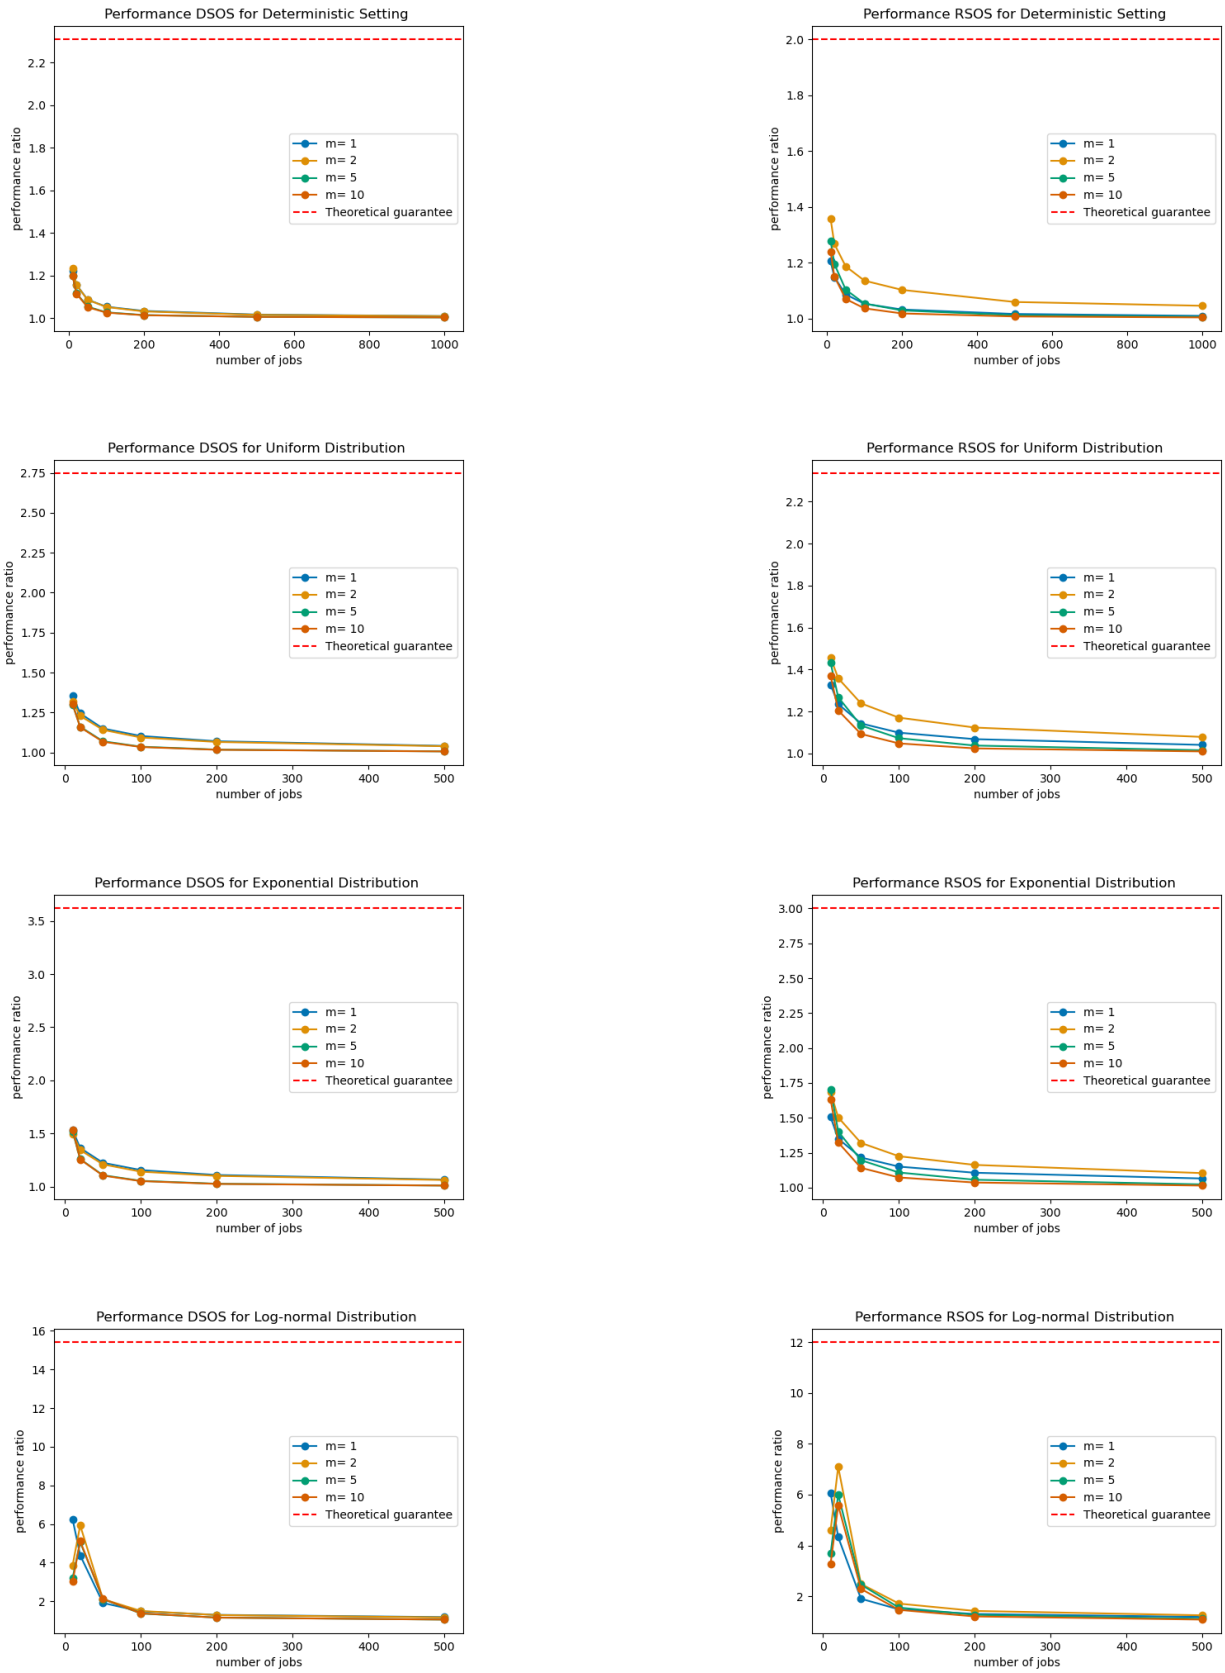 Performance DSOS for Deterministic Setting
performance ratio
2.2
2.0
1.8
1.6
1.4
1.2
1.0
m= 1
m= 2
m= 5
m= 10
Theoretical guarantee
0 200 400 600 800 1000
number of jobs
Performance RSOS for Deterministic Setting
performance ratio
2.0
1.8
1.6
1.4
1.2
1.0
m= 1
m= 2
m= 5
m= 10
Theoretical guarantee
0 200 400 600 800 1000
number of jobs
Performance DSOS for Uniform Distribution
performance ratio
2.75
2.50
2.25
2.00
1.75
1.50
1.25
1.00
m= 1
m= 2
m= 5
m= 10
Theoretical guarantee
0 100 200 300 400 500
number of jobs
Performance RSOS for Uniform Distribution
performance ratio
2.2
2.0
1.8
1.6
1.4
1.2
1.0
m= 1
m= 2
m= 5
m= 10
Theoretical guarantee
0 100 200 300 400 500
number of jobs
Performance DSOS for Exponential Distribution
performance ratio
3.5
3.0
2.5
2.0
1.5
1.0
m= 1
m= 2
m= 5
m= 10
Theoretical guarantee
0 100 200 300 400 500
number of jobs
Performance RSOS for Exponential Distribution
performance ratio
3.00
2.75
2.50
2.25
2.00
1.75
1.50
1.25
1.00
m= 1
m= 2
m= 5
m= 10
Theoretical guarantee
0 100 200 300 400 500
number of jobs
Performance DSOS for Log-normal Distribution
performance ratio
16
14
12
10
8
6
4
2
m= 1
m= 2
m= 5
m= 10
Theoretical guarantee
0 100 200 300 400 500
number of jobs
Performance RSOS for Log-normal Distribution
performance ratio
12
10
8
6
4
2
m= 1
m= 2
m= 5
m= 10
Theoretical guarantee
0 100 200 300 400 500
number of jobs